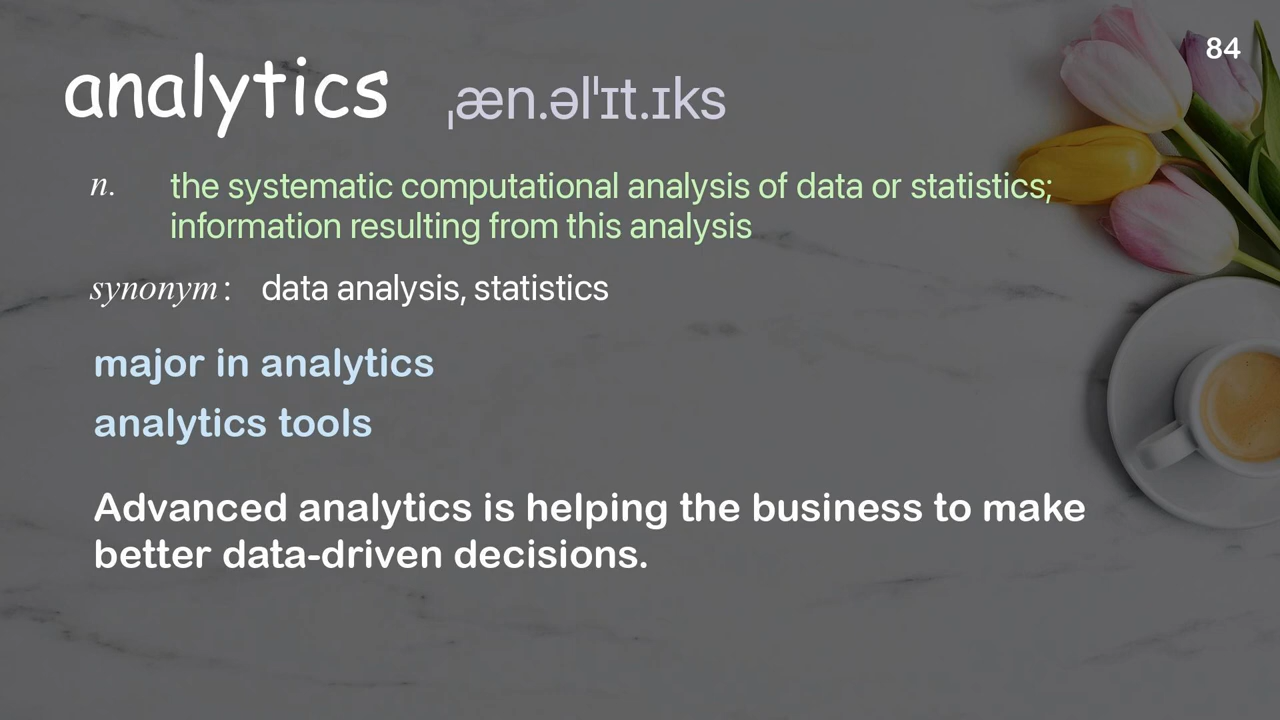 84
analytics ˌæn.əlˈɪt.ɪks
n. the systematic computational analysis of data or statistics;
information resulting from this analysis
synonym : data analysis, statistics
major in analytics
analytics tools
Advanced analytics is helping the business to make
better data-driven decisions.